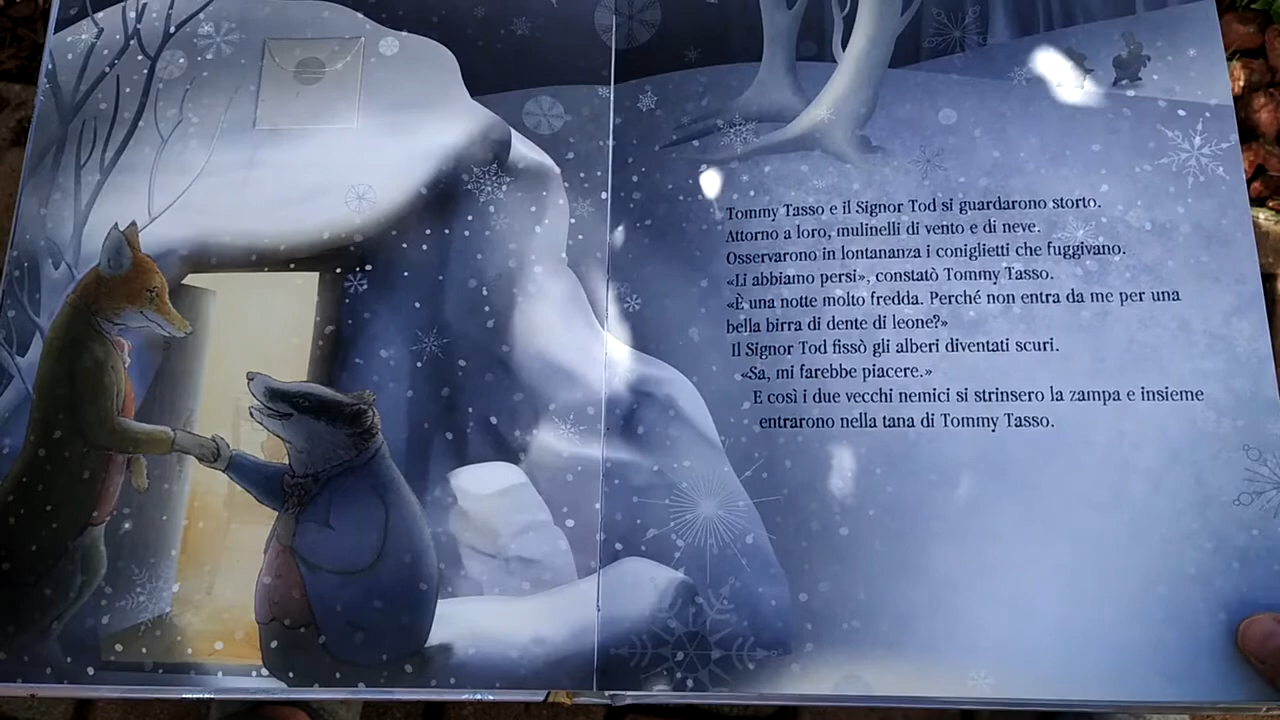 Tommy Tasso e il Signor Tod si guardarono storto.
Attorno a loro, mulinelli di vento e di neve.
Osservarono in lontananza i coniglietti che fuggivano.
«Li abbiamo persi», constatò Tommy Tasso.
«È una notte molto fredda. Perché non entra da me per una
bella birra di dente di leone?»
Il Signor Tod fissò gli alberi diventati scuri.
«Sa, mi farebbe piacere.»
E così i due vecchi nemici si strinsero la zampa e insieme
entrarono nella tana di Tommy Tasso.